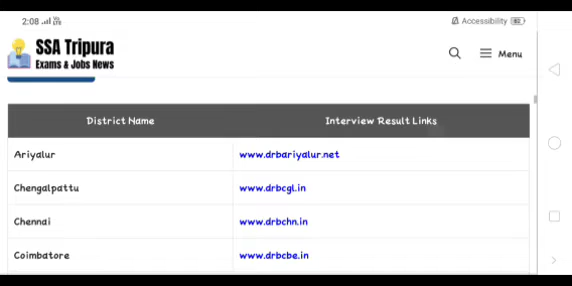 2:08
Accessibility
SSA Tripura
Exams & Jobs News
Menu
District Name Interview Result Links
Ariyalur www.drbariyalur.net
Chengalpattu www.drbcgl.in
Chennai www.drbchn.in
Coimbatore www.drbcbe.in